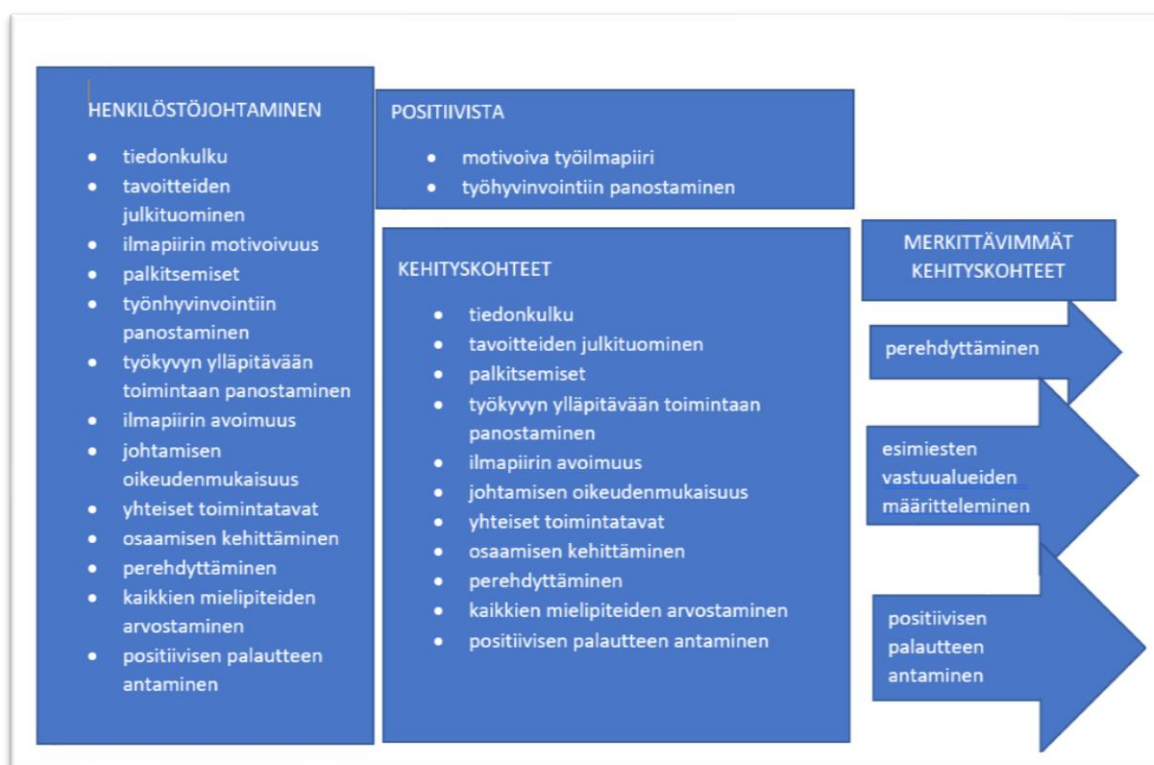 HENKILÖSTÖJOHTAMINEN
• tiedonkulku
• tavoitteiden
julkituominen
• ilmapiirin motivoivuus
• palkitsemiset
• työnhyvinvointiin
panostaminen
• työkyvyn ylläpitävään
toimintaan panostaminen
• ilmapiirin avoimuus
• johtamisen
oikeudenmukaisuus
• yhteiset toimintatavat
• osaamisen kehittäminen
• perehdyttäminen
• kaikkien mielipiteiden
arvostaminen
• positiivisen palautteen
antaminen
POSITIIVISTA
• motivoiva työilmapiiri
• työhyvinvointiin panostaminen
KEHITYSKOHTEET
• tiedonkulku
• tavoitteiden julkituominen
• palkitsemiset
• työkyvyn ylläpitävään toimintaan
panostaminen
• ilmapiirin avoimuus
• johtamisen oikeudenmukaisuus
• yhteiset toimintatavat
• osaamisen kehittäminen
• perehdyttäminen
• kaikkien mielipiteiden arvostaminen
• positiivisen palautteen antaminen
MERKITTÄVIMMÄT
KEHITYSKOHTEET
perehdyttäminen
esimiesten
vastuualueiden
määritteleminen
positiivisen
palautteen
antaminen